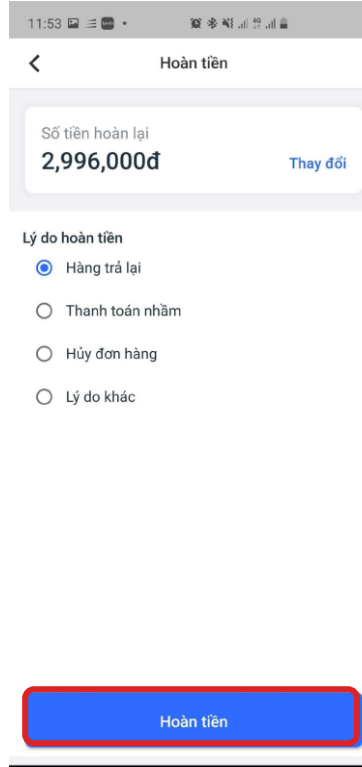 11:53
Hoàn tiền
Số tiền hoàn lại
2,996,000đ
Thay đổi
Lý do hoàn tiền
Hàng trả lại
Thanh toán nhầm
Hủy đơn hàng
Lý do khác
Hoàn tiền